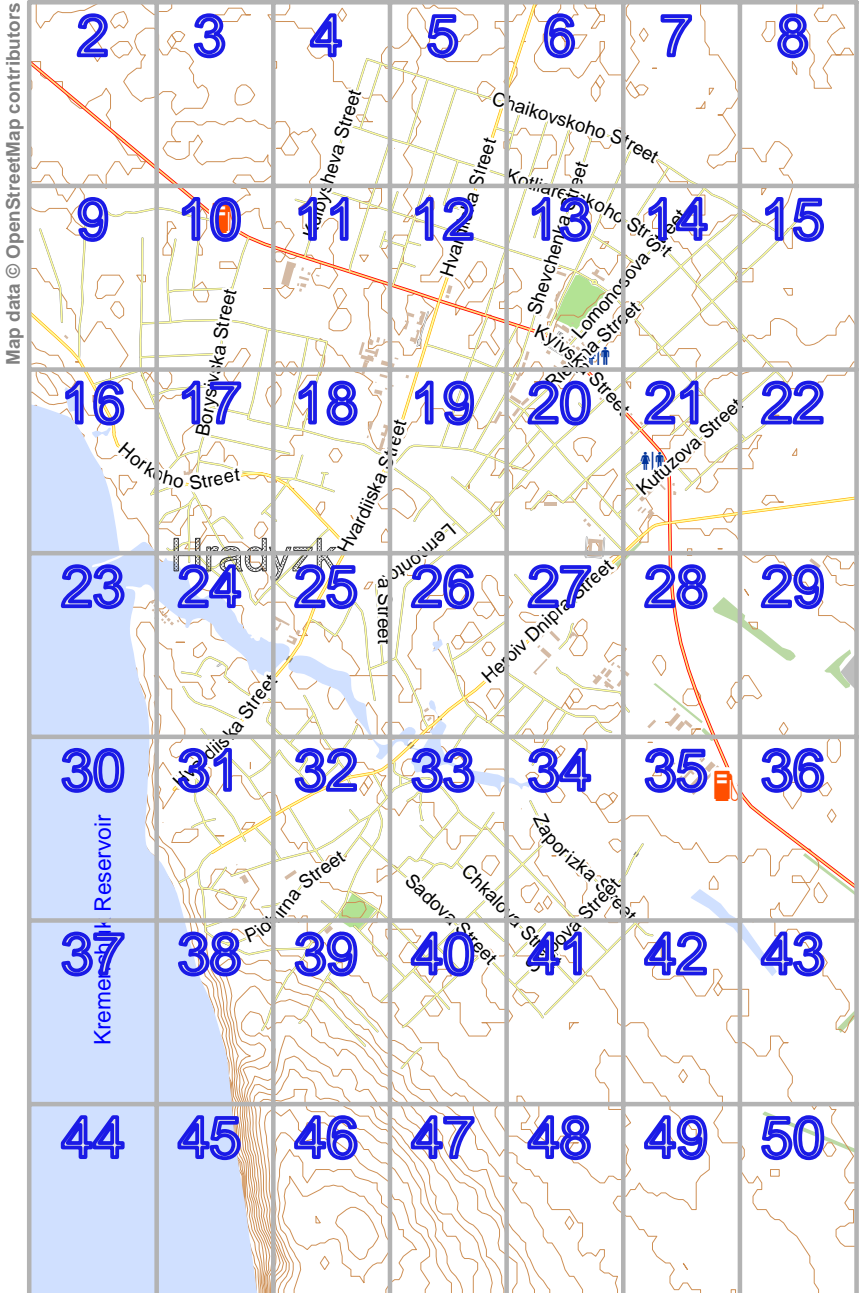 Map data © OpenStreetMap contributors
2 3 4 5 6 7 8
Chaikovskoho Street
Kuibysheva Street
Hvardiiska Street
Shevchenka Street
Lomonosova Street
9 10 11 12 13 14 15
Kyivska Street
Borysivska Street
16 17 18 19 20 21 22
Kutuzova Street
Horkoho Street
Hvardiiska Street
Hradyzk
23 24 25 26 27 28 29
Heroiv Dnipra Street
Hvardiiska Street
30 31 32 33 34 35 36
Kremenchuk Reservoir
Zaporizka Street
Sadova Street
Chkalova Street
37 38 39 40 41 42 43
44 45 46 47 48 49 50